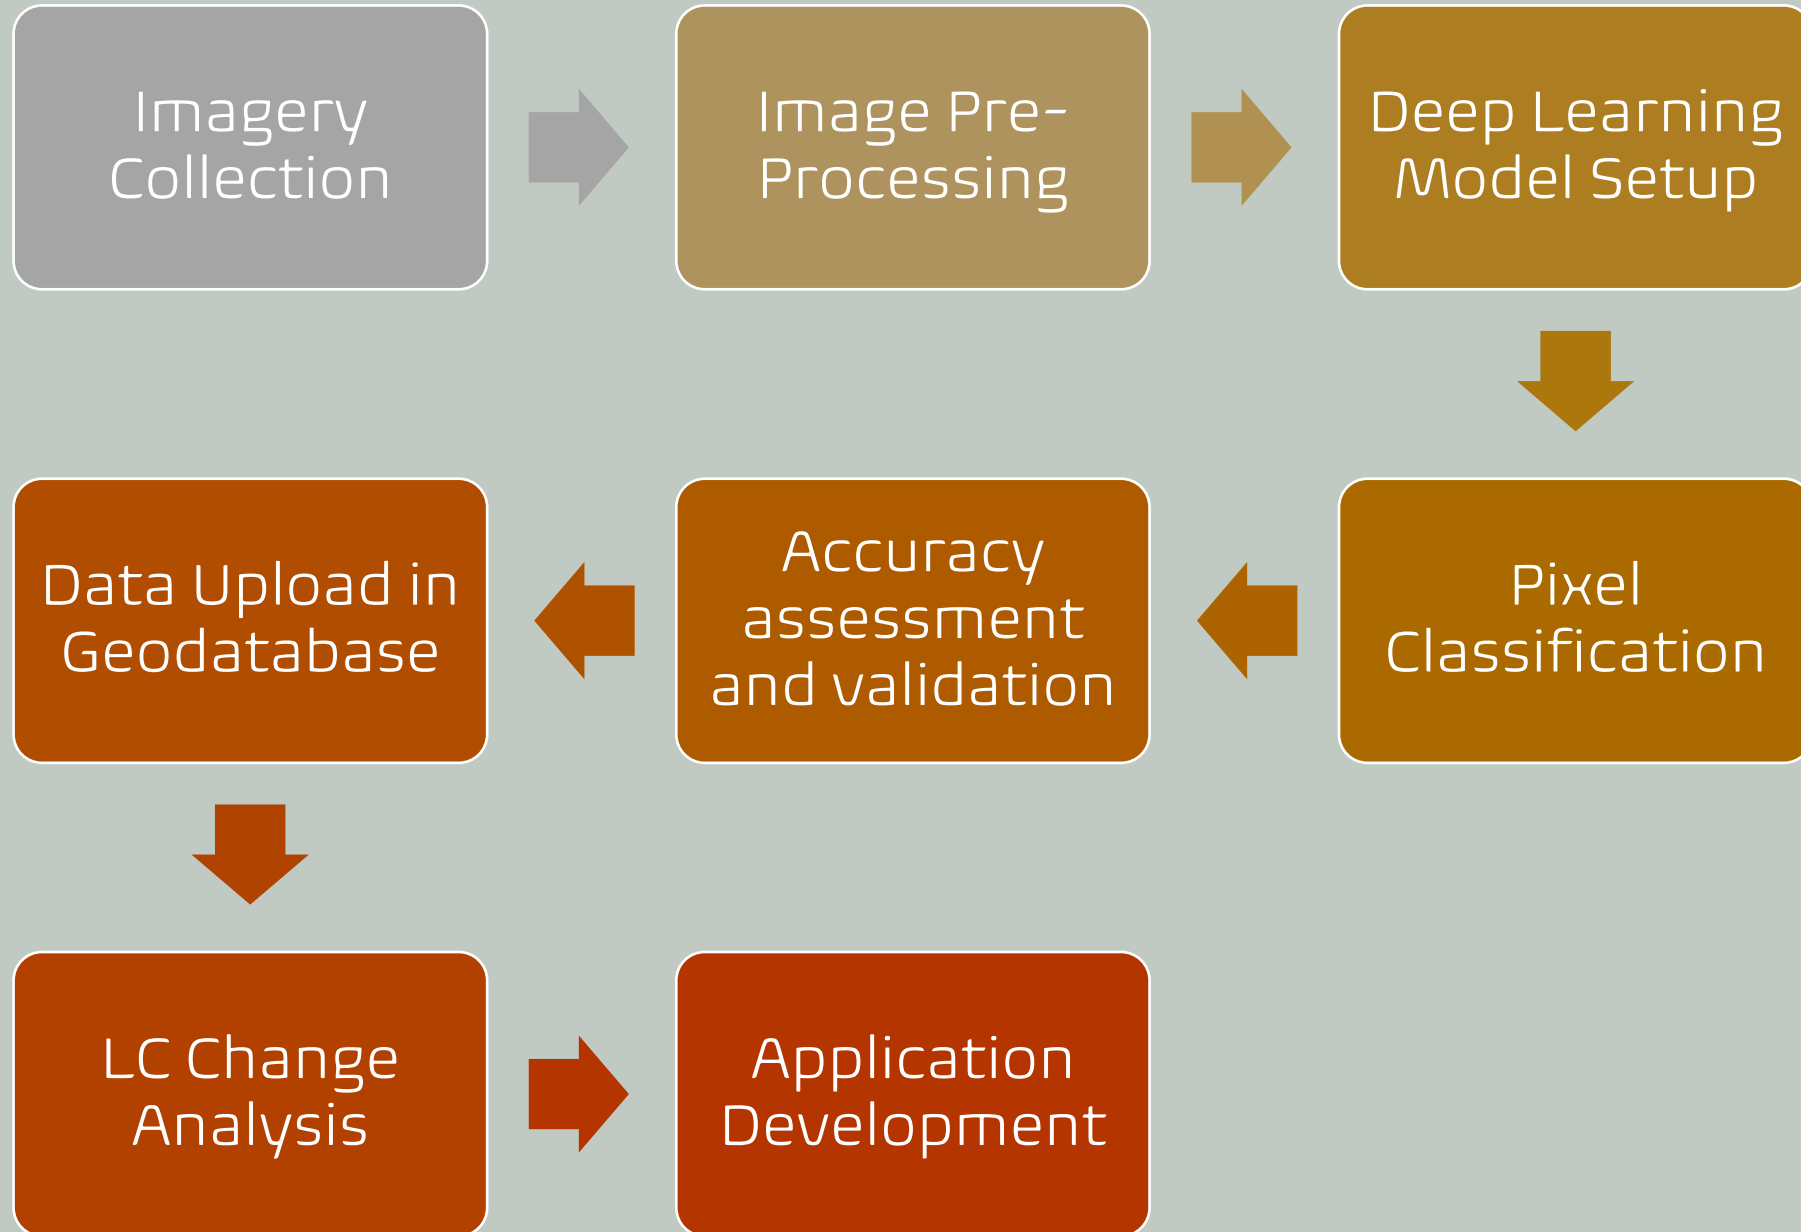 Imagery
Collection
Image Pre-
Processing
Deep Learning
Model Setup
Pixel
Classification
Accuracy
assessment
and validation
Data Upload in
Geodatabase
LC Change
Analysis
Application
Development